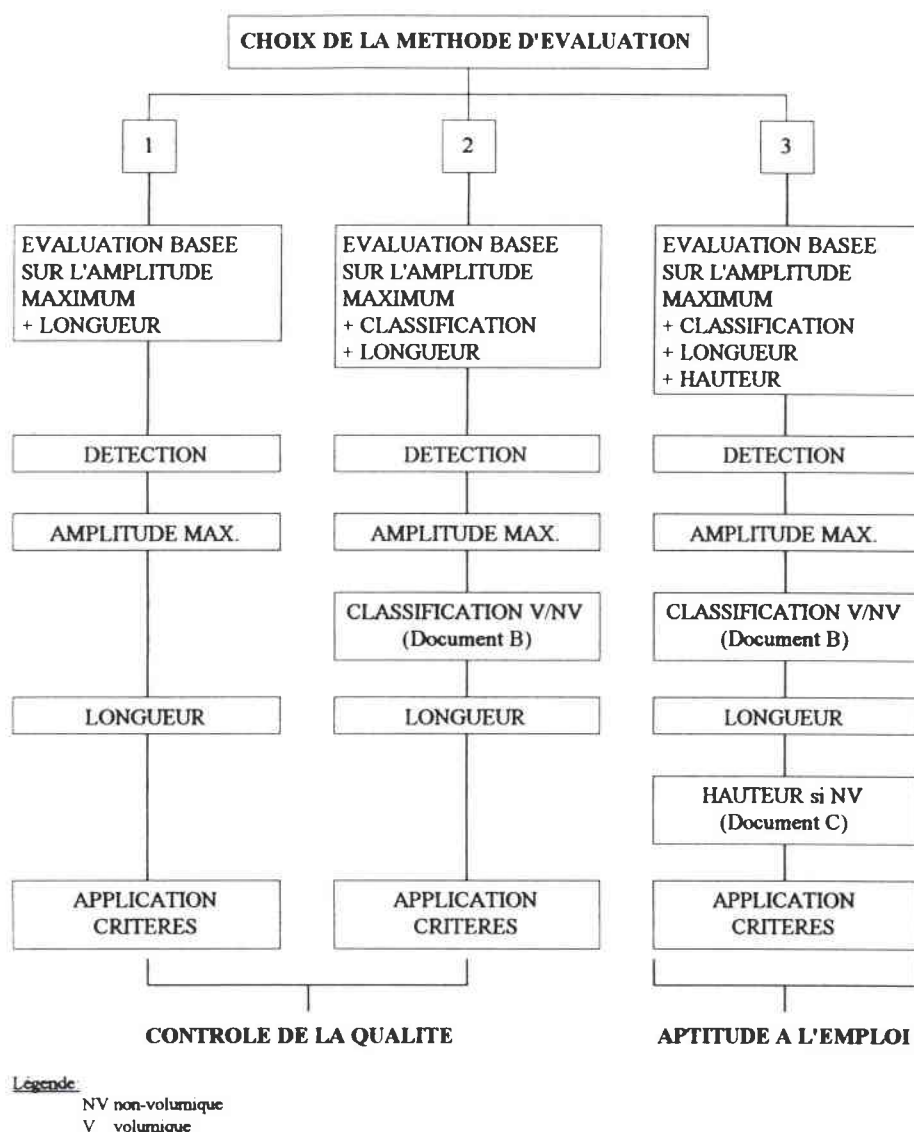 CHOIX DE LA METHODE D'EVALUATION
1
2
3
EVALUATION BASEE
SUR L'AMPLITUDE
MAXIMUM
+ LONGUEUR
EVALUATION BASEE
SUR L'AMPLITUDE
MAXIMUM
+ CLASSIFICATION
+ LONGUEUR
EVALUATION BASEE
SUR L'AMPLITUDE
MAXIMUM
+ CLASSIFICATION
+ LONGUEUR
+ HAUTEUR
DETECTION
DETECTION
DETECTION
AMPLITUDE MAX.
AMPLITUDE MAX.
AMPLITUDE MAX.
CLASSIFICATION V/NV
(Document B)
CLASSIFICATION V/NV
(Document B)
LONGUEUR
LONGUEUR
LONGUEUR
HAUTEUR si NV
(Document C)
APPLICATION
CRITERES
APPLICATION
CRITERES
APPLICATION
CRITERES
CONTROLE DE LA QUALITE
APTITUDE A L'EMPLOI
Légende:
NV non-volumique
V volumique